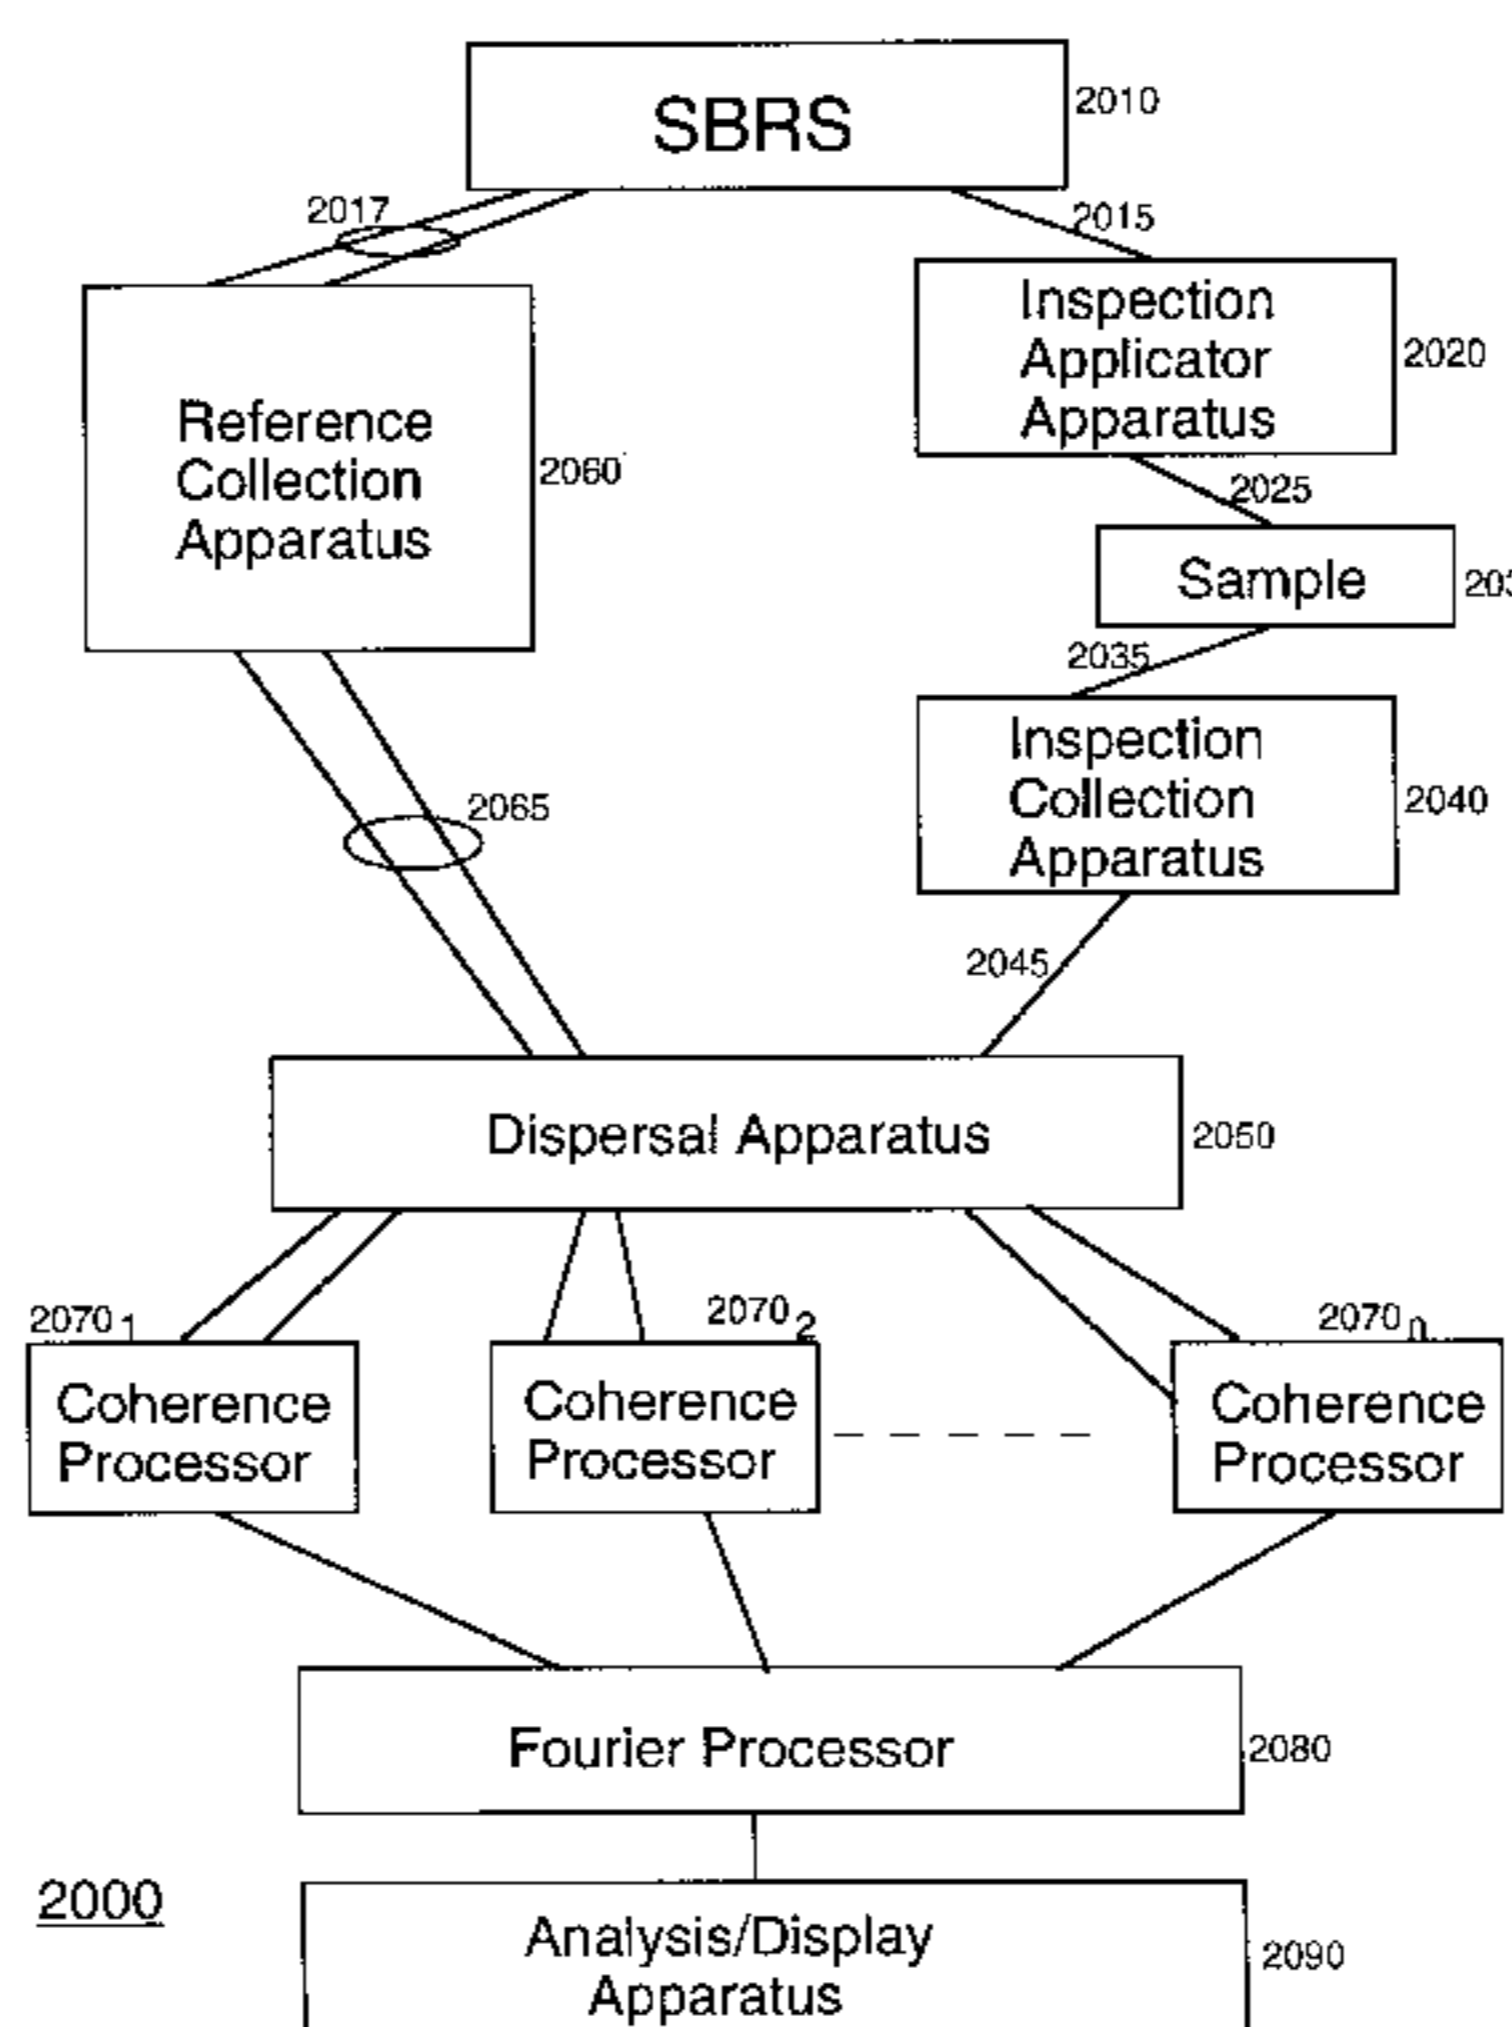 SBRS
2010
2017
2015
Inspection
Applicator
Apparatus
2020
Reference
Collection
Apparatus
2060
2025
Sample
2035
Inspection
Collection
Apparatus
2040
2065
2045
Dispersal Apparatus
2050
2070 1
2070 2
2070 n
Coherence
Processor
Coherence
Processor
Coherence
Processor
Fourier Processor
2080
2000
Analysis/Display
Apparatus
2090